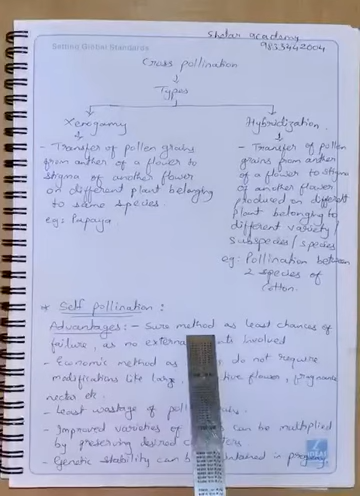 Shetar academy
9833442004
Setting Global Standards
Cross pollination
Types
Xenogamy
- Transfer of pollen grains
from anther of a flower to
stigma of another flower
on different plant belonging
to same species.
eg: Papaya
Hybridization
- Transfer of pollen
grains from anther
of a flower to stigma
of another flower
produced on different
plant belonging to
different variety/
subspecies/species
eg: Pollination between
2 species of
Cotton.
* Self pollination :
Advantages: - Sure method as least chances of
failure, as no external involved
- Economic method as do not require
modifications like large, flower, fragrance
nectar etc.
- Least wastage of
- Improved varieties can be multiplied
by preserving desired
- Genetic stability can be in progeny
IDEAL